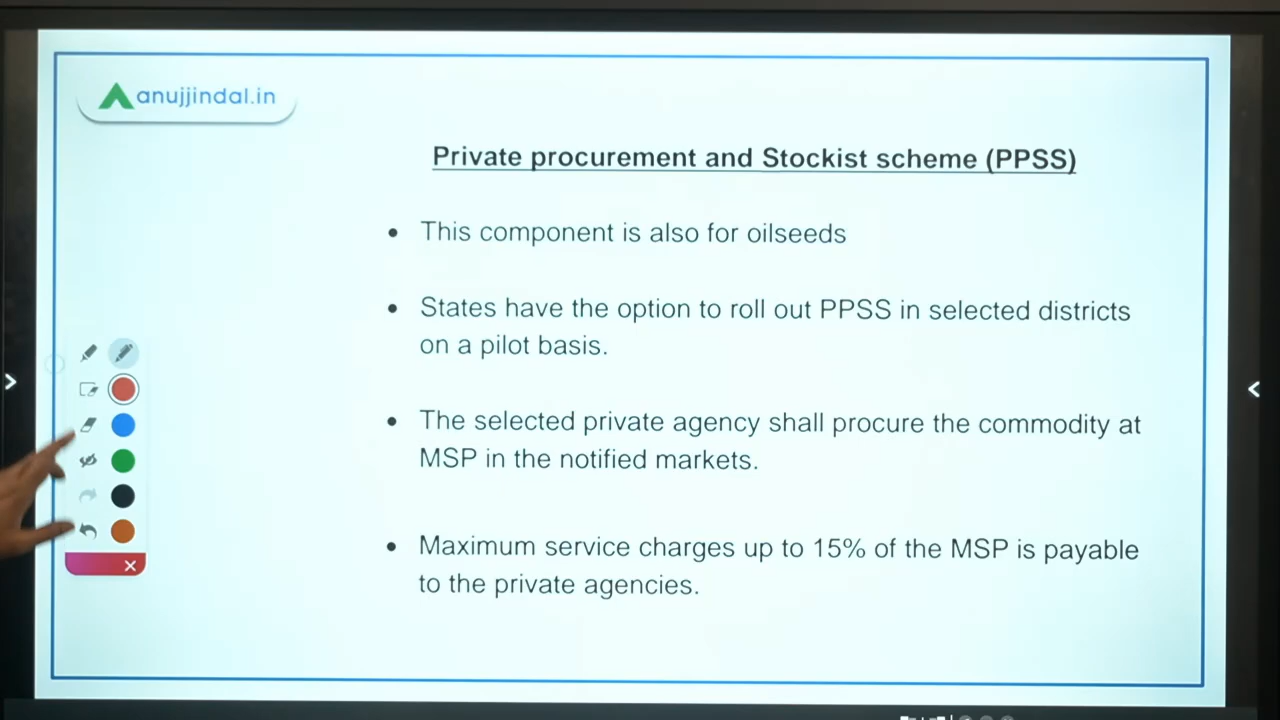 anujjindal.in
Private procurement and Stockist scheme (PPSS)
• This component is also for oilseeds
• States have the option to roll out PPSS in selected districts
on a pilot basis.
• The selected private agency shall procure the commodity at
MSP in the notified markets.
• Maximum service charges up to 15% of the MSP is payable
to the private agencies.